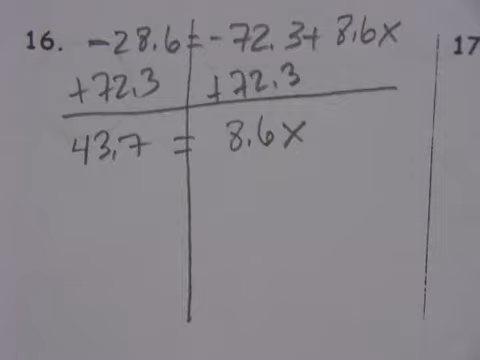 16. -28.6 = -72.3 + 8.6x 17
+72.3 +72.3
43.7 = 8.6x